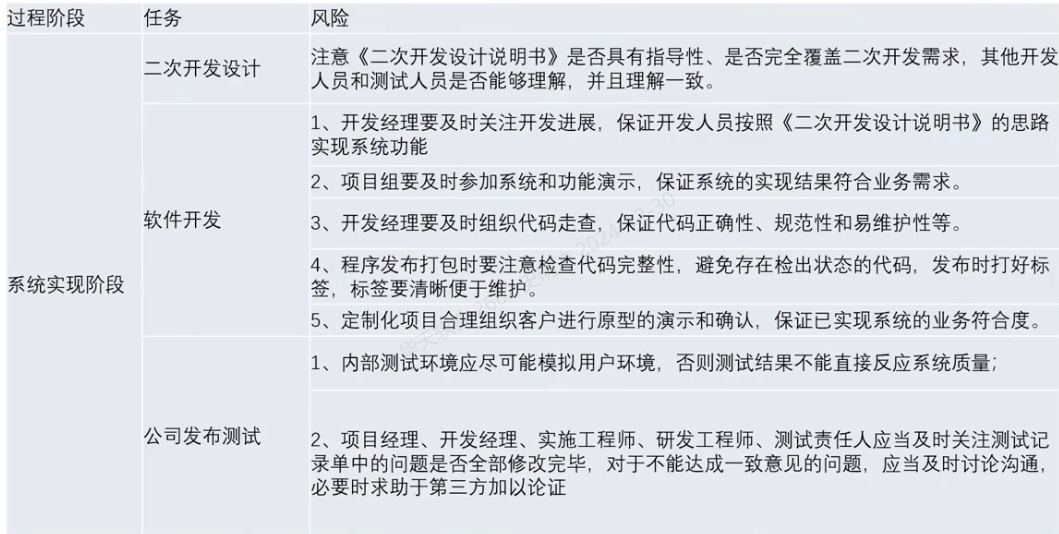 过程阶段 任务 风险
系统实现阶段
二次开发设计
注意《二次开发设计说明书》是否具有指导性、是否完全覆盖二次开发需求，其他开发
人员和测试人员是否能够理解，并且理解一致。
软件开发
1、开发经理要及时关注开发进展，保证开发人员按照《二次开发设计说明书》的思路
实现系统功能
2、项目组要及时参加系统和功能演示，保证系统的实现结果符合业务需求。
3、开发经理要及时组织代码走查，保证代码正确性、规范性和易维护性等。
4、程序发布打包时要注意检查代码完整性，避免存在检出状态的代码，发布时打好标
签，标签要清晰便于维护。
5、定制化项目合理组织客户进行原型的演示和确认，保证已实现系统的业务符合度。
公司发布测试
1、内部测试环境应尽可能模拟用户环境，否则测试结果不能直接反应系统质量；
2、项目经理、开发经理、实施工程师、研发工程师、测试责任人应当及时关注测试记
录单中的问题是否全部修改完毕，对于不能达成一致意见的问题，应当及时讨论沟通，
必要时求助于第三方加以论证